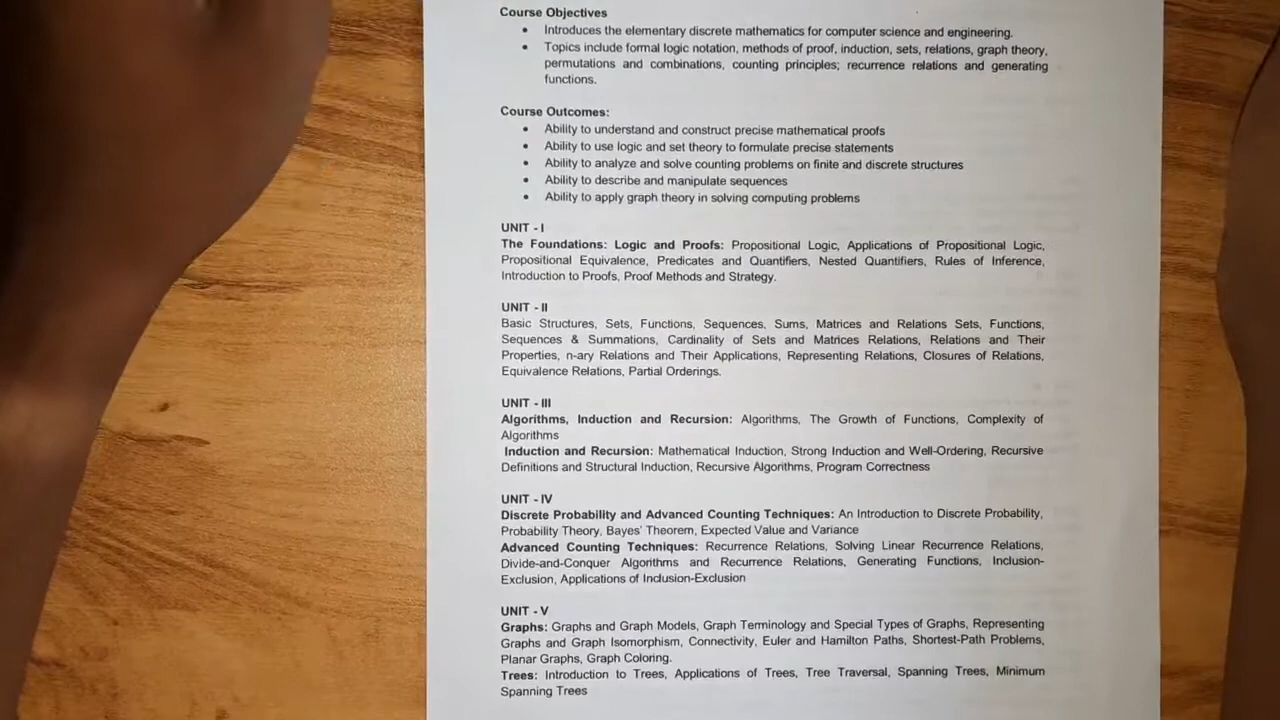 Course Objectives
• Introduces the elementary discrete mathematics for computer science and engineering.
• Topics include formal logic notation, methods of proof, induction, sets, relations, graph theory,
permutations and combinations, counting principles; recurrence relations and generating
functions.
Course Outcomes:
• Ability to understand and construct precise mathematical proofs
• Ability to use logic and set theory to formulate precise statements
• Ability to analyze and solve counting problems on finite and discrete structures
• Ability to describe and manipulate sequences
• Ability to apply graph theory in solving computing problems
UNIT - I
The Foundations: Logic and Proofs: Propositional Logic, Applications of Propositional Logic,
Propositional Equivalence, Predicates and Quantifiers, Nested Quantifiers, Rules of Inference,
Introduction to Proofs, Proof Methods and Strategy.
UNIT - II
Basic Structures, Sets, Functions, Sequences, Sums, Matrices and Relations Sets, Functions,
Sequences & Summations, Cardinality of Sets and Matrices Relations, Relations and Their
Properties, n-ary Relations and Their Applications, Representing Relations, Closures of Relations,
Equivalence Relations, Partial Orderings.
UNIT - III
Algorithms, Induction and Recursion: Algorithms, The Growth of Functions, Complexity of
Algorithms
Induction and Recursion: Mathematical Induction, Strong Induction and Well-Ordering, Recursive
Definitions and Structural Induction, Recursive Algorithms, Program Correctness
UNIT - IV
Discrete Probability and Advanced Counting Techniques: An Introduction to Discrete Probability,
Probability Theory, Bayes' Theorem, Expected Value and Variance
Advanced Counting Techniques: Recurrence Relations, Solving Linear Recurrence Relations,
Divide-and-Conquer Algorithms and Recurrence Relations, Generating Functions, Inclusion-
Exclusion, Applications of Inclusion-Exclusion
UNIT - V
Graphs: Graphs and Graph Models, Graph Terminology and Special Types of Graphs, Representing
Graphs and Graph Isomorphism, Connectivity, Euler and Hamilton Paths, Shortest-Path Problems,
Planar Graphs, Graph Coloring.
Trees: Introduction to Trees, Applications of Trees, Tree Traversal, Spanning Trees, Minimum
Spanning Trees